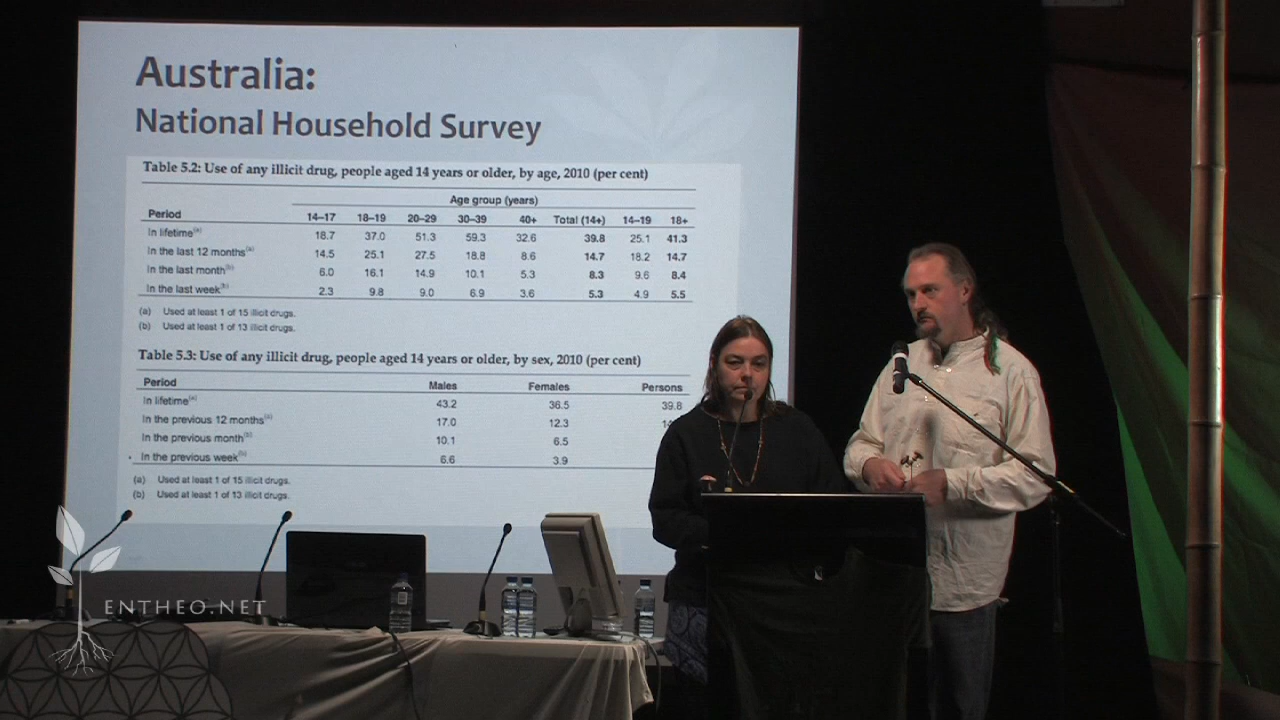 Australia:
National Household Survey
Table 5.2: Use of any illicit drug, people aged 14 years or older, by age, 2010 (per cent)
Age group (years)
Period 14–17 18–19 20–29 30–39 40+ Total (14+) 14–19 18+
In lifetime(a) 18.7 37.0 51.3 59.3 32.6 39.8 25.1 41.3
In the last 12 months(a) 14.5 25.1 27.5 18.8 8.6 14.7 18.2 14.7
In the last month(b) 6.0 16.1 14.9 10.1 5.3 8.3 9.6 8.4
In the last week(b) 2.3 9.8 9.0 6.9 3.6 5.3 4.9 5.5
(a) Used at least 1 of 15 illicit drugs.
(b) Used at least 1 of 13 illicit drugs.
Table 5.3: Use of any illicit drug, people aged 14 years or older, by sex, 2010 (per cent)
Period Males Females Persons
In lifetime(a) 43.2 36.5 39.8
In the previous 12 months(a) 17.0 12.3
In the previous month(b) 10.1 6.5
In the previous week(b) 6.6 3.9
(a) Used at least 1 of 15 illicit drugs.
(b) Used at least 1 of 13 illicit drugs.
ENTHEO.NET